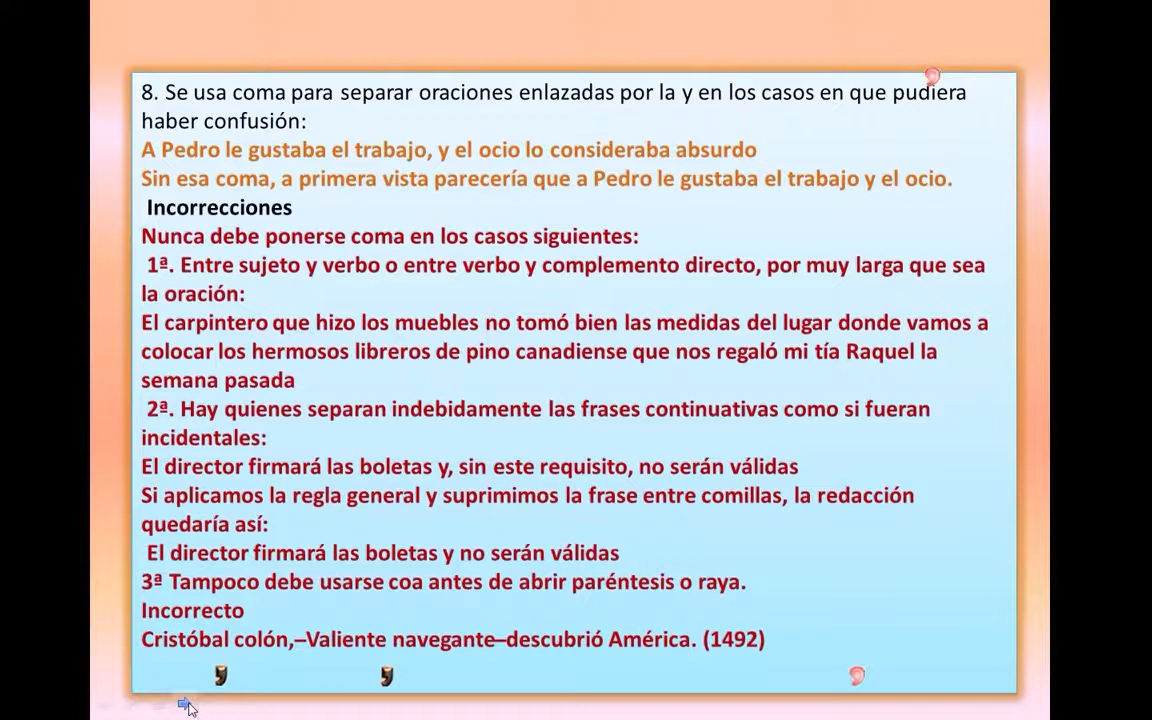 8. Se usa coma para separar oraciones enlazadas por la y en los casos en que pudiera
haber confusión:
A Pedro le gustaba el trabajo, y el ocio lo consideraba absurdo
Sin esa coma, a primera vista parecería que a Pedro le gustaba el trabajo y el ocio.
Incorrecciones
Nunca debe ponerse coma en los casos siguientes:
1ª. Entre sujeto y verbo o entre verbo y complemento directo, por muy larga que sea
la oración:
El carpintero que hizo los muebles no tomó bien las medidas del lugar donde vamos a
colocar los hermosos libreros de pino canadiense que nos regaló mi tía Raquel la
semana pasada
2ª. Hay quienes separan indebidamente las frases continuativas como si fueran
incidentales:
El director firmará las boletas y, sin este requisito, no serán válidas
Si aplicamos la regla general y suprimimos la frase entre comillas, la redacción
quedaría así:
El director firmará las boletas y no serán válidas
3ª Tampoco debe usarse coa antes de abrir paréntesis o raya.
Incorrecto
Cristóbal colón,–Valiente navegante–descubrió América. (1492)